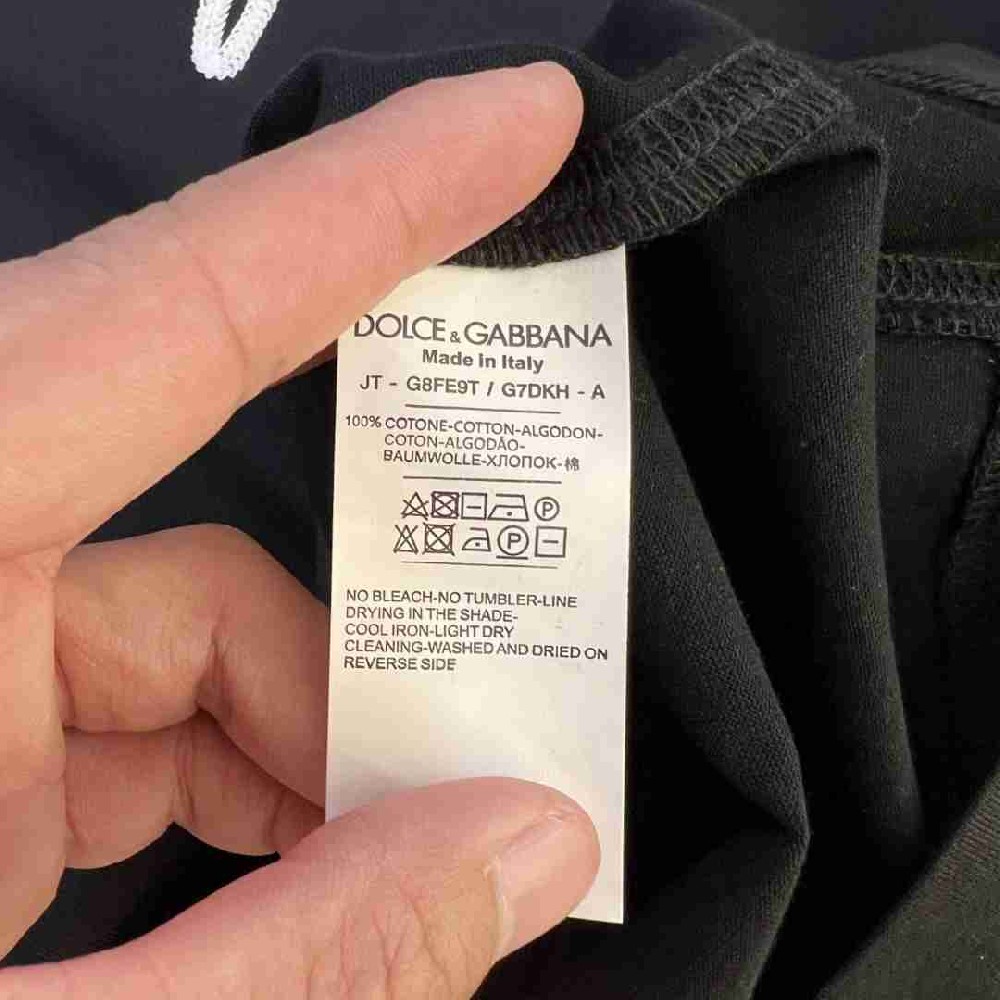 DOLCE & GABBANA
Made in Italy
JT - G8FE9T / G7DKH - A
100% COTONE-COTTON-ALGODON-
COTON-ALGODÃO-
BAUMWOLLE-ХЛОПОК-棉
P
P
NO BLEACH-NO TUMBLER-LINE
DRYING IN THE SHADE-
COOL IRON-LIGHT DRY
CLEANING-WASHED AND DRIED ON
REVERSE SIDE